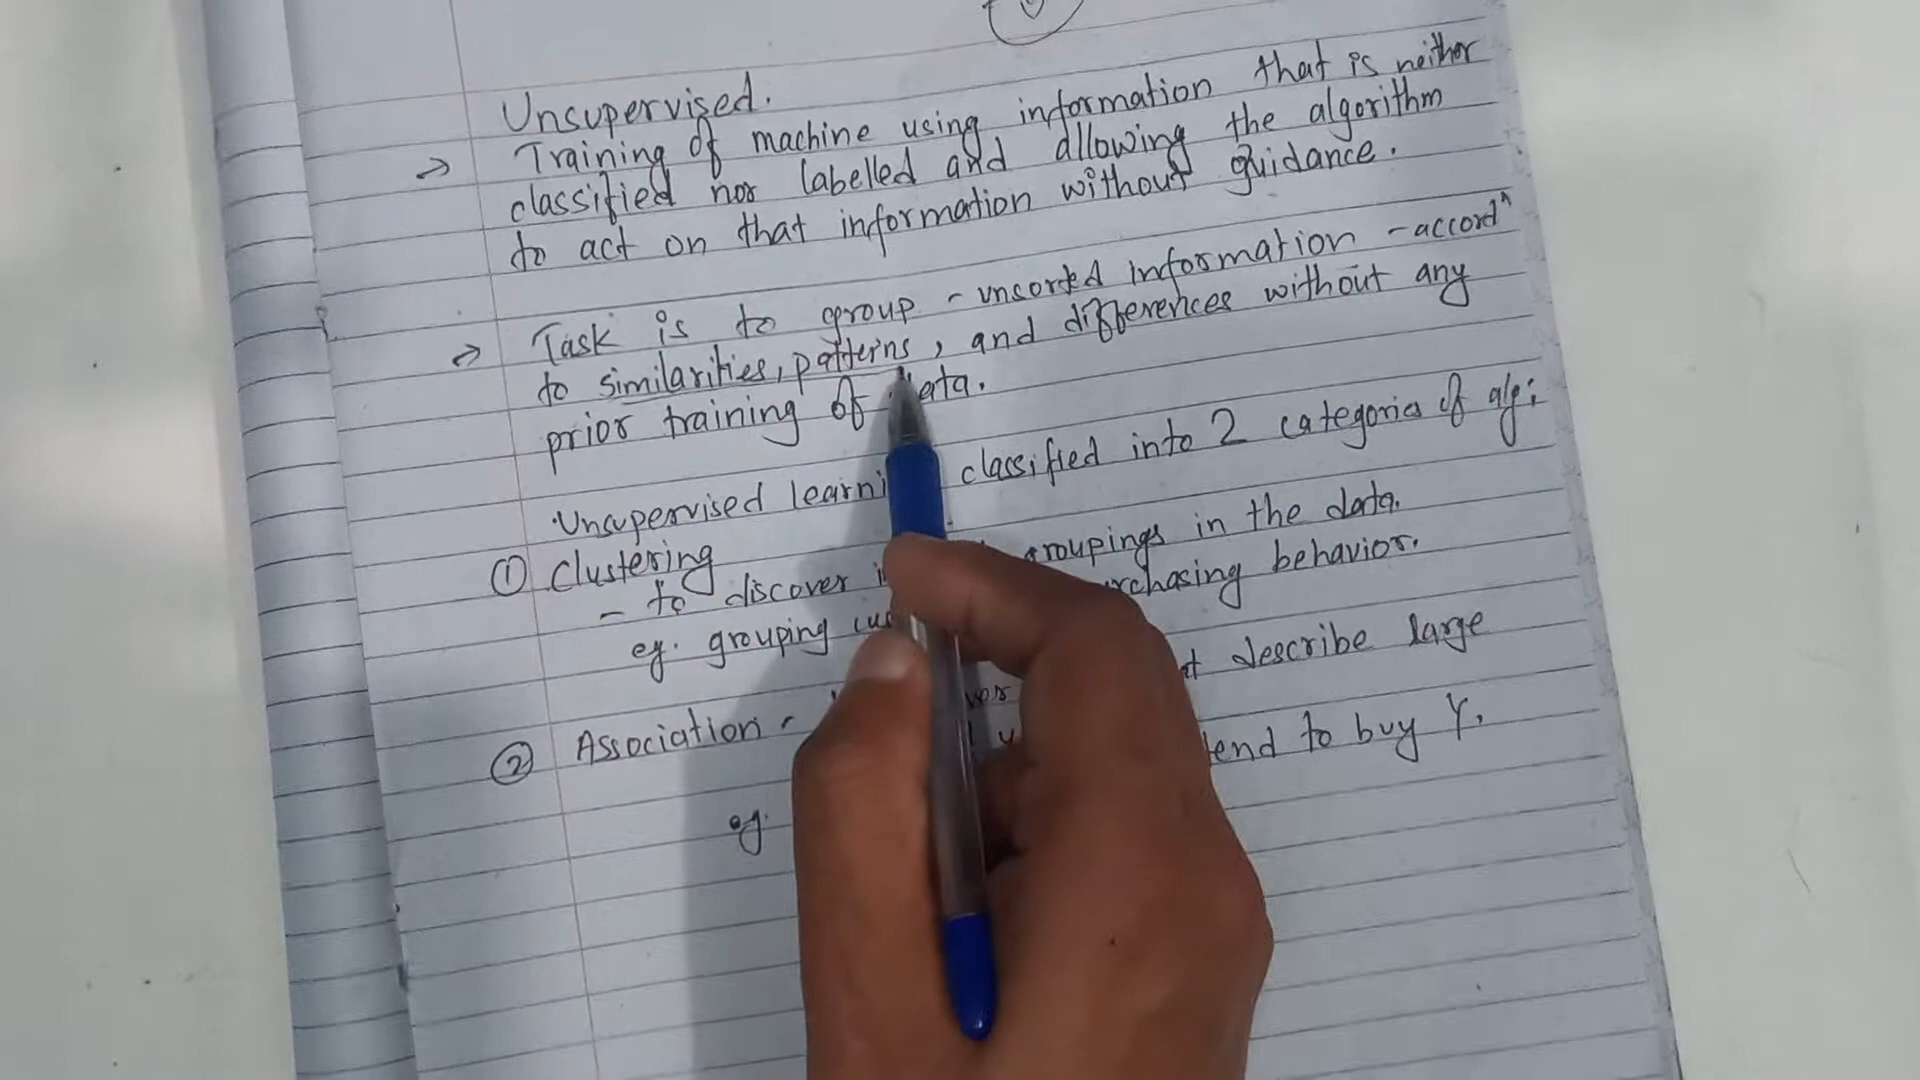 Unsupervised.
→ Training of machine using information that is neither
classified nor labelled and allowing the algorithm
to act on that information without guidance.
→ Task is to group - unsorted information - accordⁿ
to similarities, patterns, and differences without any
prior training of data.
Unsupervised learni classified into 2 categories of alg:
① Clustering
- to discover groupings in the data.
eg. grouping behavior.
② Association - describe large
tend to buy Y.
eg.